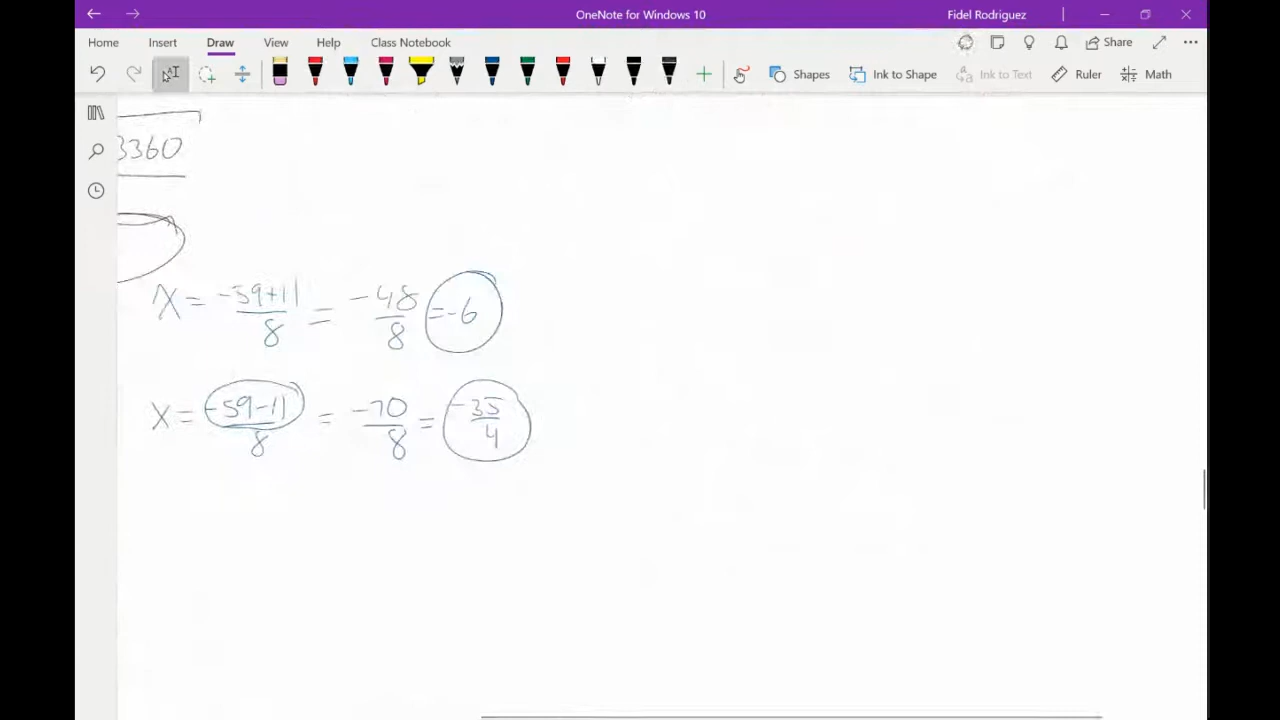 OneNote for Windows 10
Fidel Rodriguez
Home Insert Draw View Help Class Notebook
Share
Shapes Ink to Shape Ink to Text Ruler Math
3360
X = -59+11/8 = -48/8 = -6
X = -59-11/8 = -70/8 = -35/4